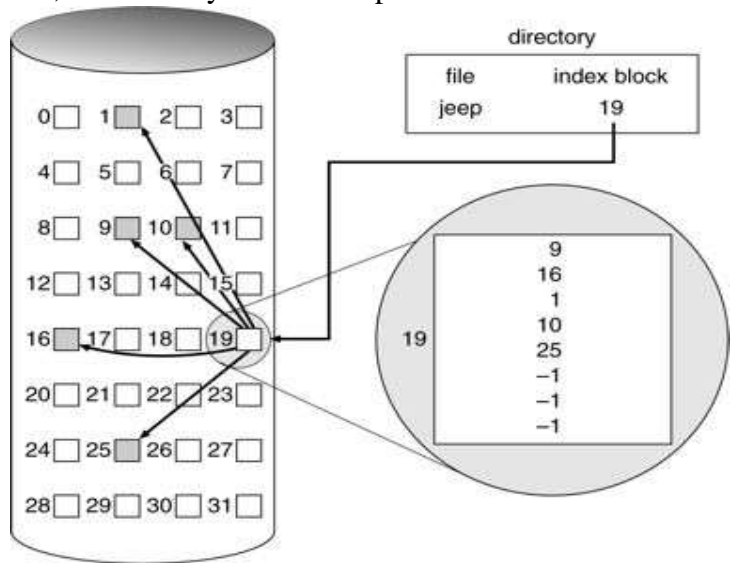 directory
file index block
jeep 19
0 1 2 3
4 5 6 7
8 9 10 11
12 13 14 15
16 17 18 19
20 21 22 23
24 25 26 27
28 29 30 31
19
9
16
1
10
25
–1
–1
–1